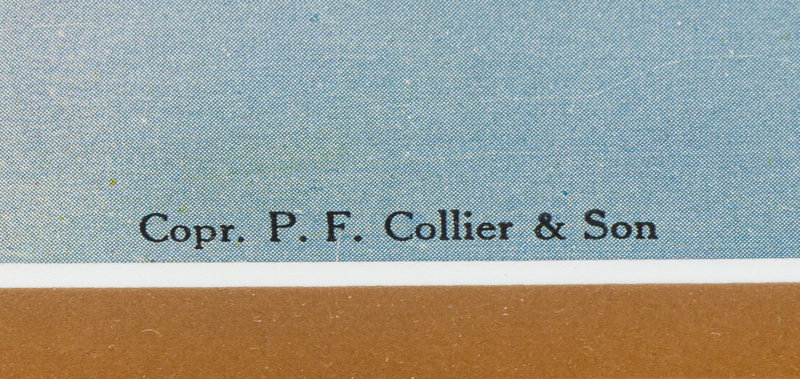 Copr. P. F. Collier & Son